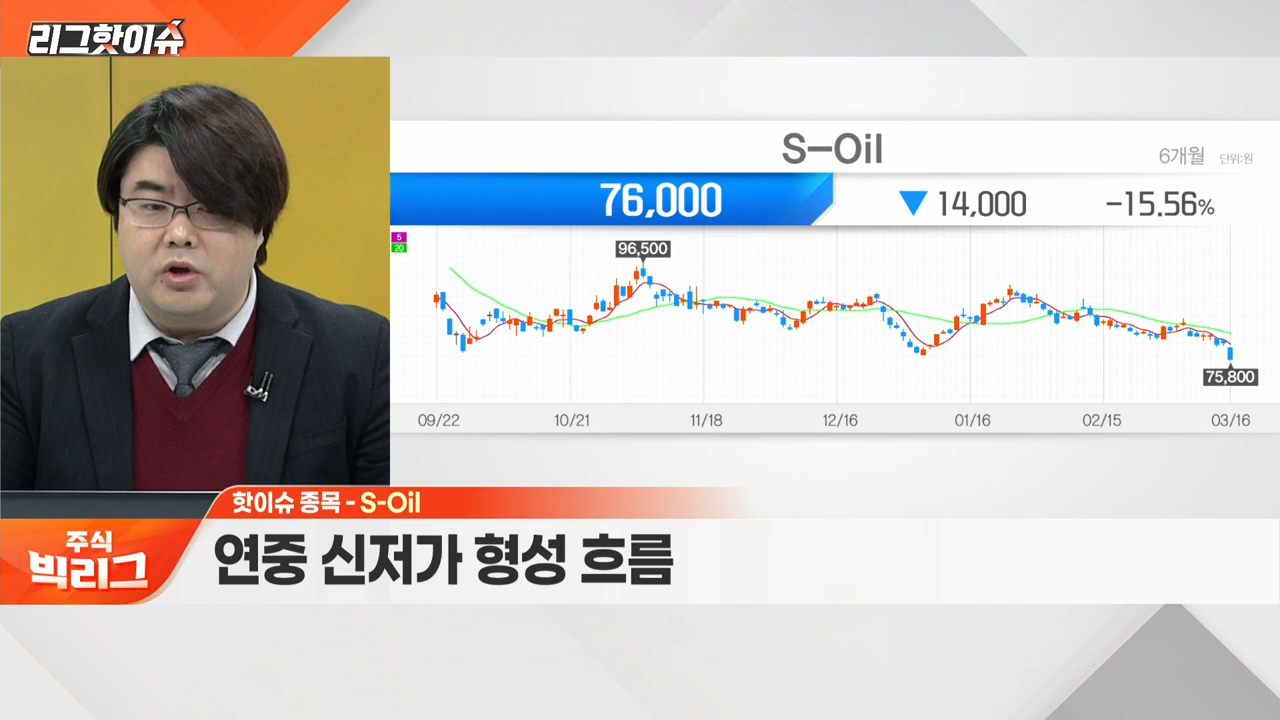 리그핫이슈
S-Oil
6개월 단위:원
76,000 ▼ 14,000 -15.56%
5
20
96,500
75,800
09/22 10/21 11/18 12/16 01/16 02/15 03/16
핫이슈 종목 - S-Oil
주식
빅리그
연중 신저가 형성 흐름